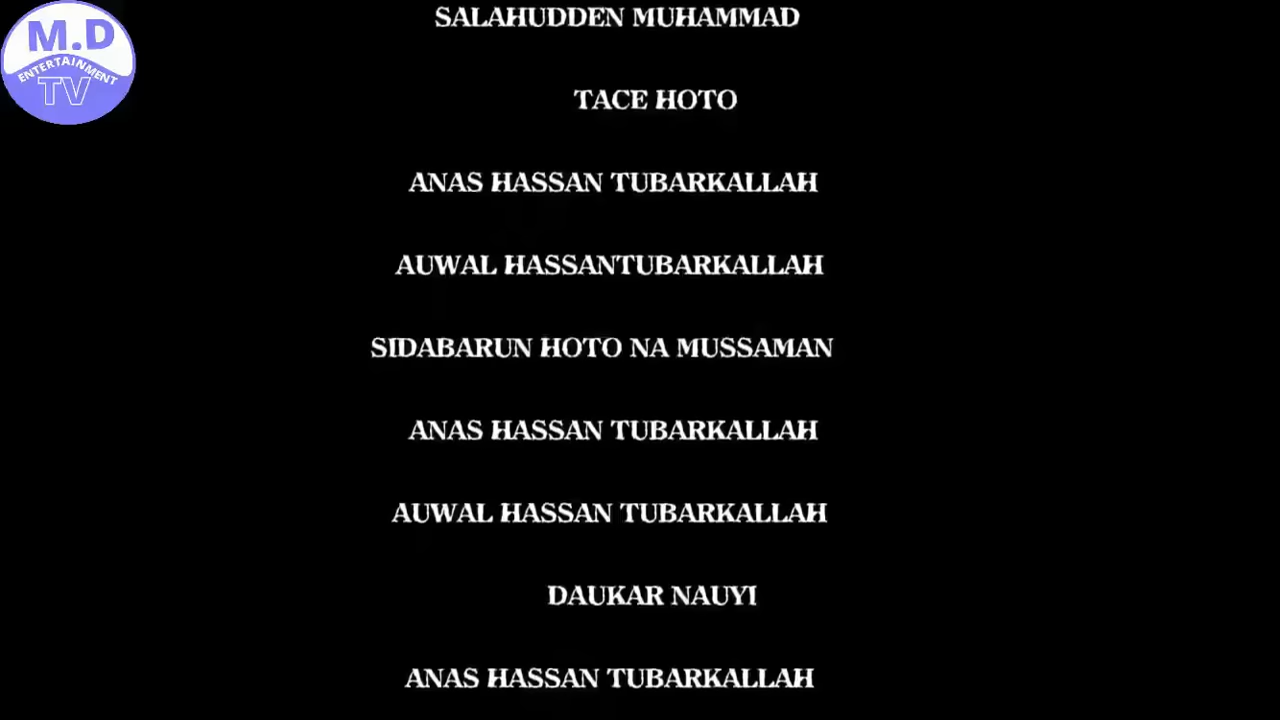 M.D
ENTERTAINMENT
TV
SALAHUDDEN MUHAMMAD
TACE HOTO
ANAS HASSAN TUBARKALLAH
AUWAL HASSANTUBARKALLAH
SIDABARUN HOTO NA MUSSAMAN
ANAS HASSAN TUBARKALLAH
AUWAL HASSAN TUBARKALLAH
DAUKAR NAUYI
ANAS HASSAN TUBARKALLAH